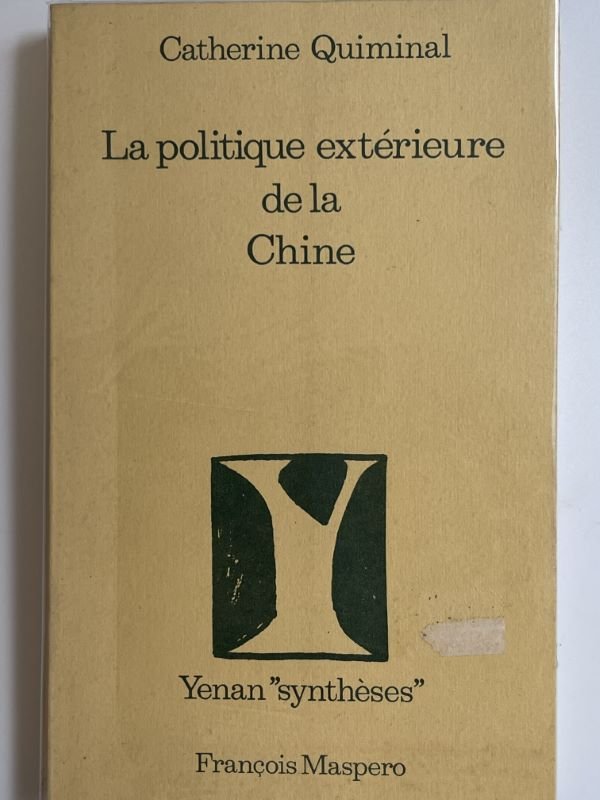 Catherine Quiminal
La politique extérieure
de la
Chine
Y
Yenan "synthèses"
François Maspero